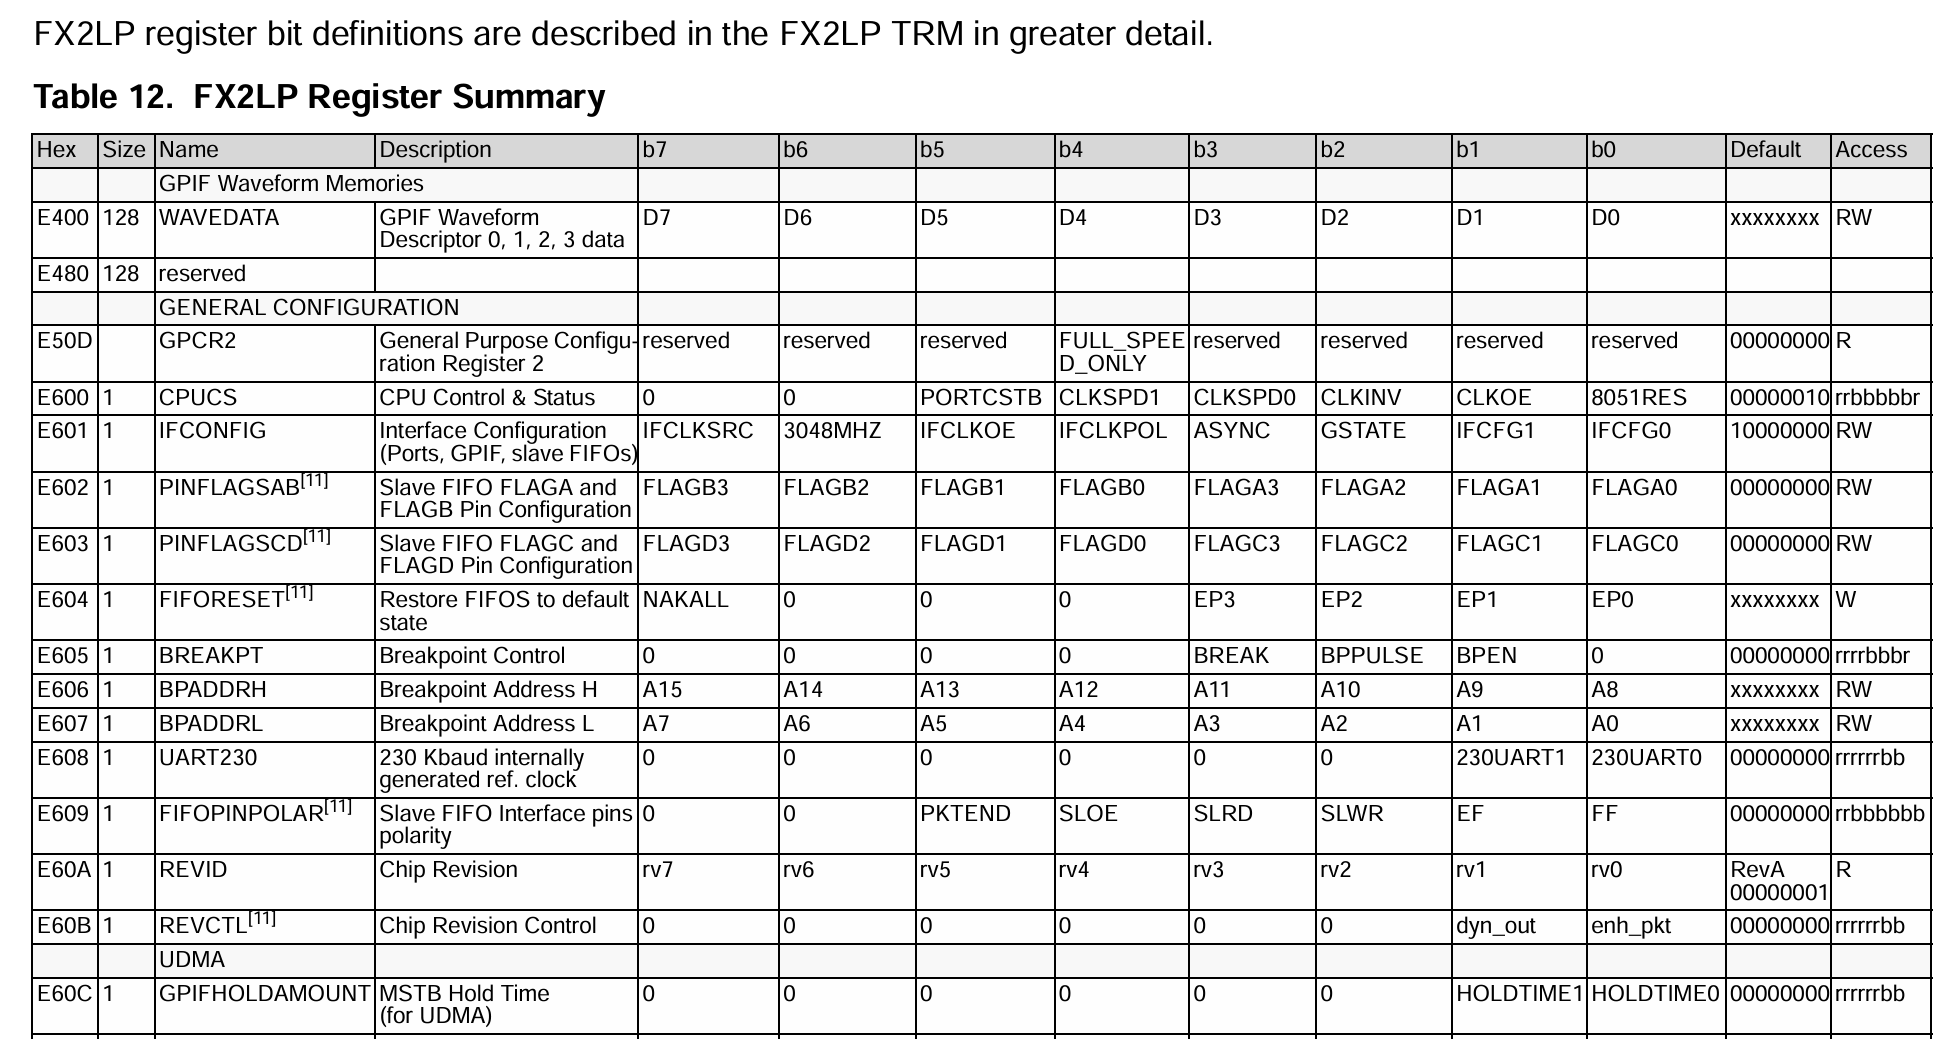 FX2LP register bit definitions are described in the FX2LP TRM in greater detail.
Table 12.  FX2LP Register Summary
Hex Size Name Description b7 b6 b5 b4 b3 b2 b1 b0 Default Access
GPIF Waveform Memories
E400 128 WAVEDATA GPIF Waveform D7 D6 D5 D4 D3 D2 D1 D0 xxxxxxxx RW
Descriptor 0, 1, 2, 3 data
E480 128 reserved
GENERAL CONFIGURATION
E50D GPCR2 General Purpose Configu- reserved reserved reserved FULL_SPEE reserved reserved reserved reserved 00000000 R
ration Register 2 D_ONLY
E600 1 CPUCS CPU Control & Status 0 0 PORTCSTB CLKSPD1 CLKSPD0 CLKINV CLKOE 8051RES 00000010 rrbbbbbr
E601 1 IFCONFIG Interface Configuration IFCLKSRC 3048MHZ IFCLKOE IFCLKPOL ASYNC GSTATE IFCFG1 IFCFG0 10000000 RW
(Ports, GPIF, slave FIFOs)
E602 1 PINFLAGSAB[11] Slave FIFO FLAGA and FLAGB3 FLAGB2 FLAGB1 FLAGB0 FLAGA3 FLAGA2 FLAGA1 FLAGA0 00000000 RW
FLAGB Pin Configuration
E603 1 PINFLAGSCD[11] Slave FIFO FLAGC and FLAGD3 FLAGD2 FLAGD1 FLAGD0 FLAGC3 FLAGC2 FLAGC1 FLAGC0 00000000 RW
FLAGD Pin Configuration
E604 1 FIFORESET[11] Restore FIFOS to default NAKALL 0 0 0 EP3 EP2 EP1 EP0 xxxxxxxx W
state
E605 1 BREAKPT Breakpoint Control 0 0 0 0 BREAK BPPULSE BPEN 0 00000000 rrrrbbbr
E606 1 BPADDRH Breakpoint Address H A15 A14 A13 A12 A11 A10 A9 A8 xxxxxxxx RW
E607 1 BPADDRL Breakpoint Address L A7 A6 A5 A4 A3 A2 A1 A0 xxxxxxxx RW
E608 1 UART230 230 Kbaud internally 0 0 0 0 0 0 230UART1 230UART0 00000000 rrrrrrbb
generated ref. clock
E609 1 FIFOPINPOLAR[11] Slave FIFO Interface pins 0 0 PKTEND SLOE SLRD SLWR EF FF 00000000 rrbbbbbb
polarity
E60A 1 REVID Chip Revision rv7 rv6 rv5 rv4 rv3 rv2 rv1 rv0 RevA R
00000001
E60B 1 REVCTL[11] Chip Revision Control 0 0 0 0 0 0 dyn_out enh_pkt 00000000 rrrrrrbb
UDMA
E60C 1 GPIFHOLDAMOUNT MSTB Hold Time 0 0 0 0 0 0 HOLDTIME1 HOLDTIME0 00000000 rrrrrrbb
(for UDMA)